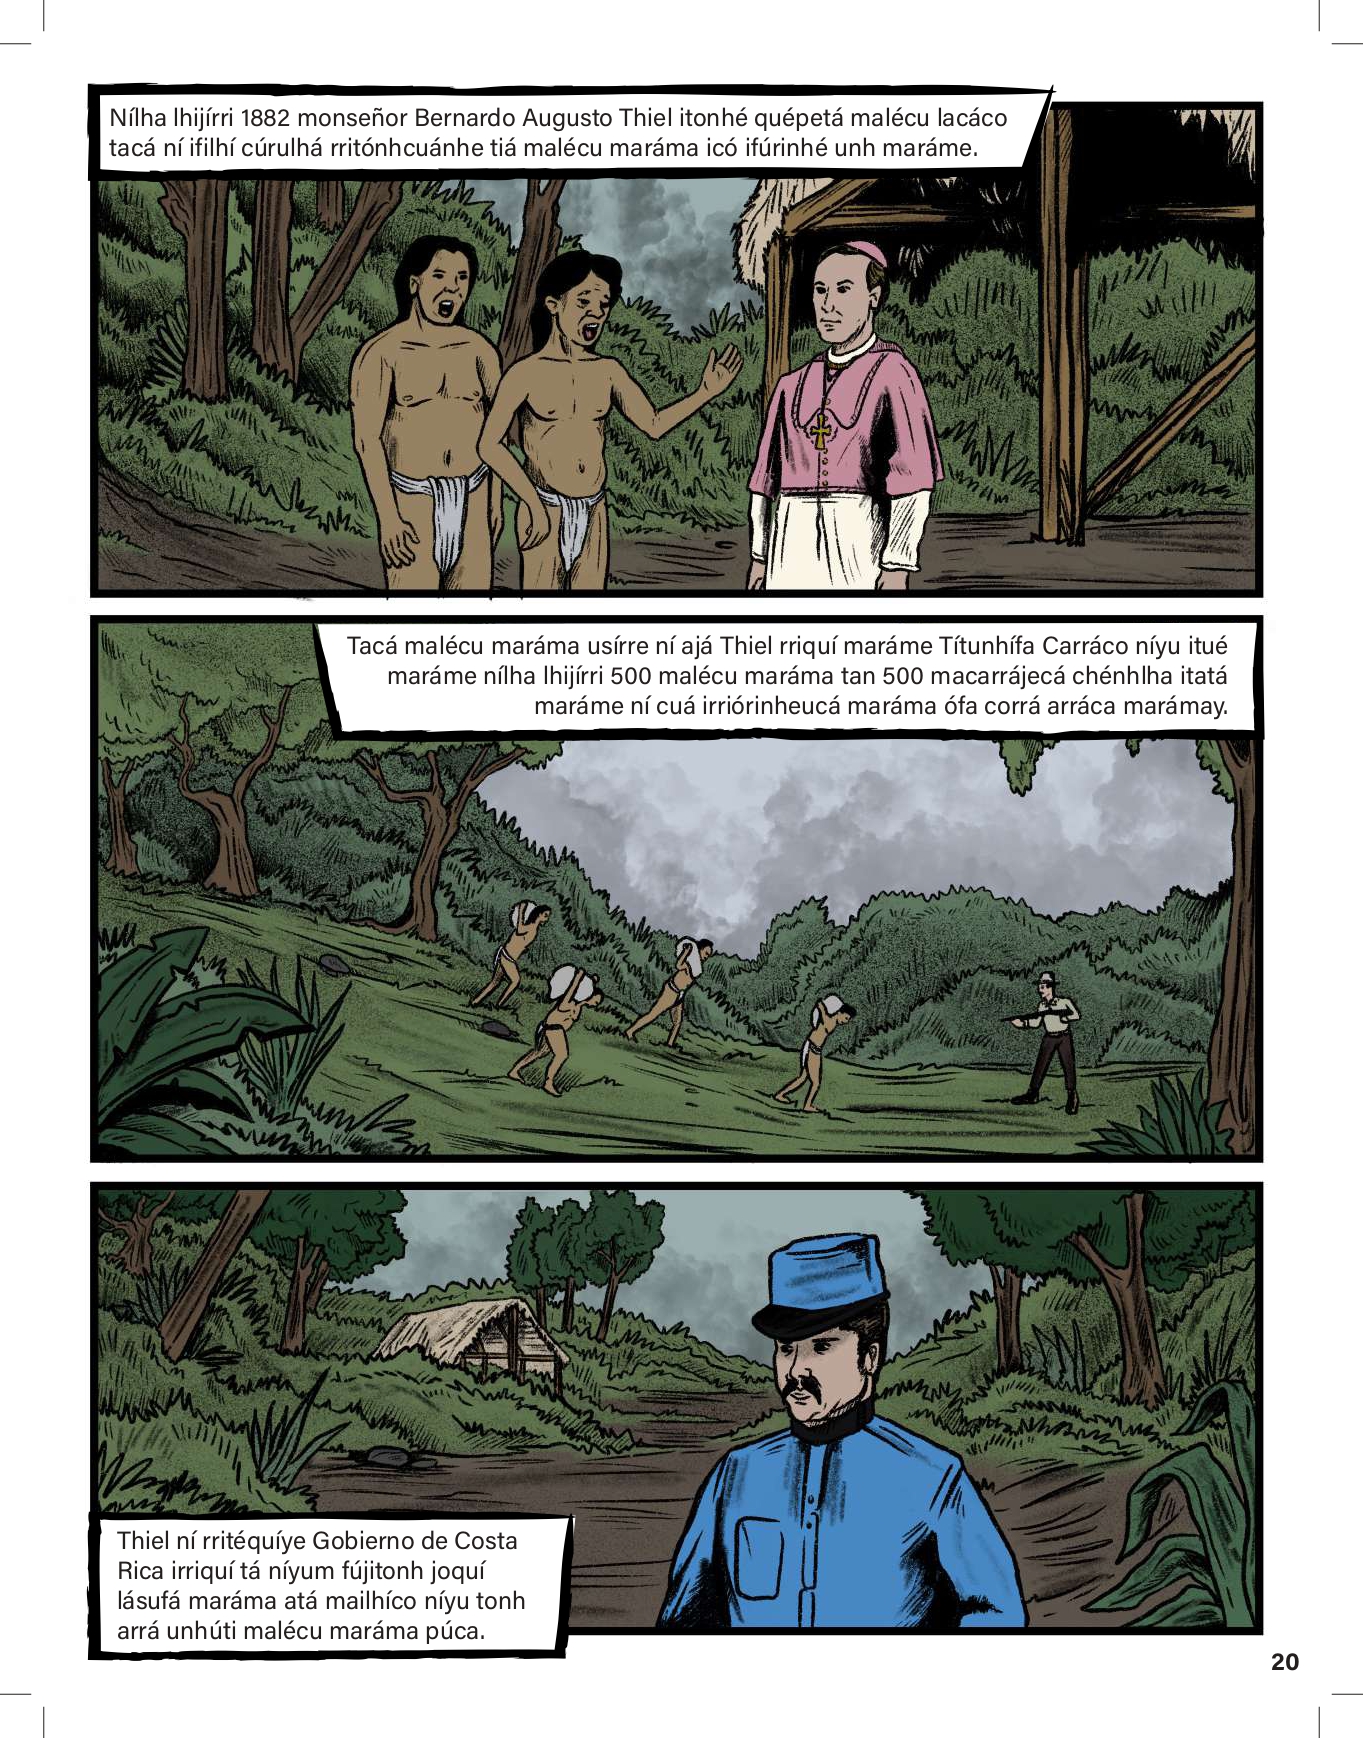 Nílha lhijírri 1882 monseñor Bernardo Augusto Thiel itonhé quépetá malécu lacáco
tacá ní ifilhí cúrulhá rritónhcuánhe tiá malécu maráma icó ifúrinhé unh maráme.
Tacá malécu maráma usírre ní ajá Thiel rriquí maráme Títunhífa Carráco níyu itué
maráme nílha lhijírri 500 malécu maráma tan 500 macarrájecá chénhlha itatá
maráme ní cuá irriórinheucá maráma ófa corrá arráca marámay.
Thiel ní rritéquíye Gobierno de Costa
Rica irriquí tá níyum fújitonh joquí
lásufá maráma atá mailhíco níyu tonh
arrá unhúti malécu maráma púca.
20